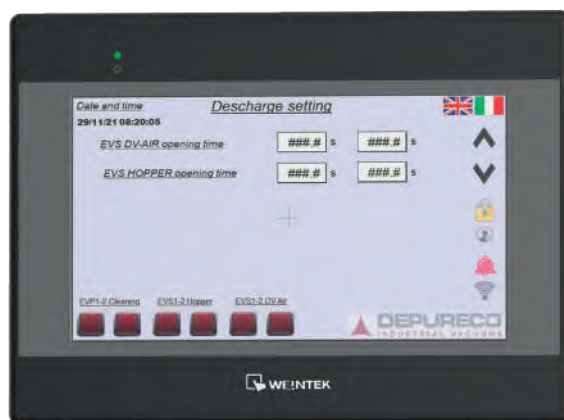 Date and time
Descharge setting
29/11/21 08:20:05
EVS DV-AIR opening time ###.# s ###.# s
EVS HOPPER opening time ###.# s ###.# s
EVP1-2 Cleaning EVS1-2 Hopper EVS1-2 DV Air
DEPURECO
INDUSTRIAL VACUUMS
WEINTEK